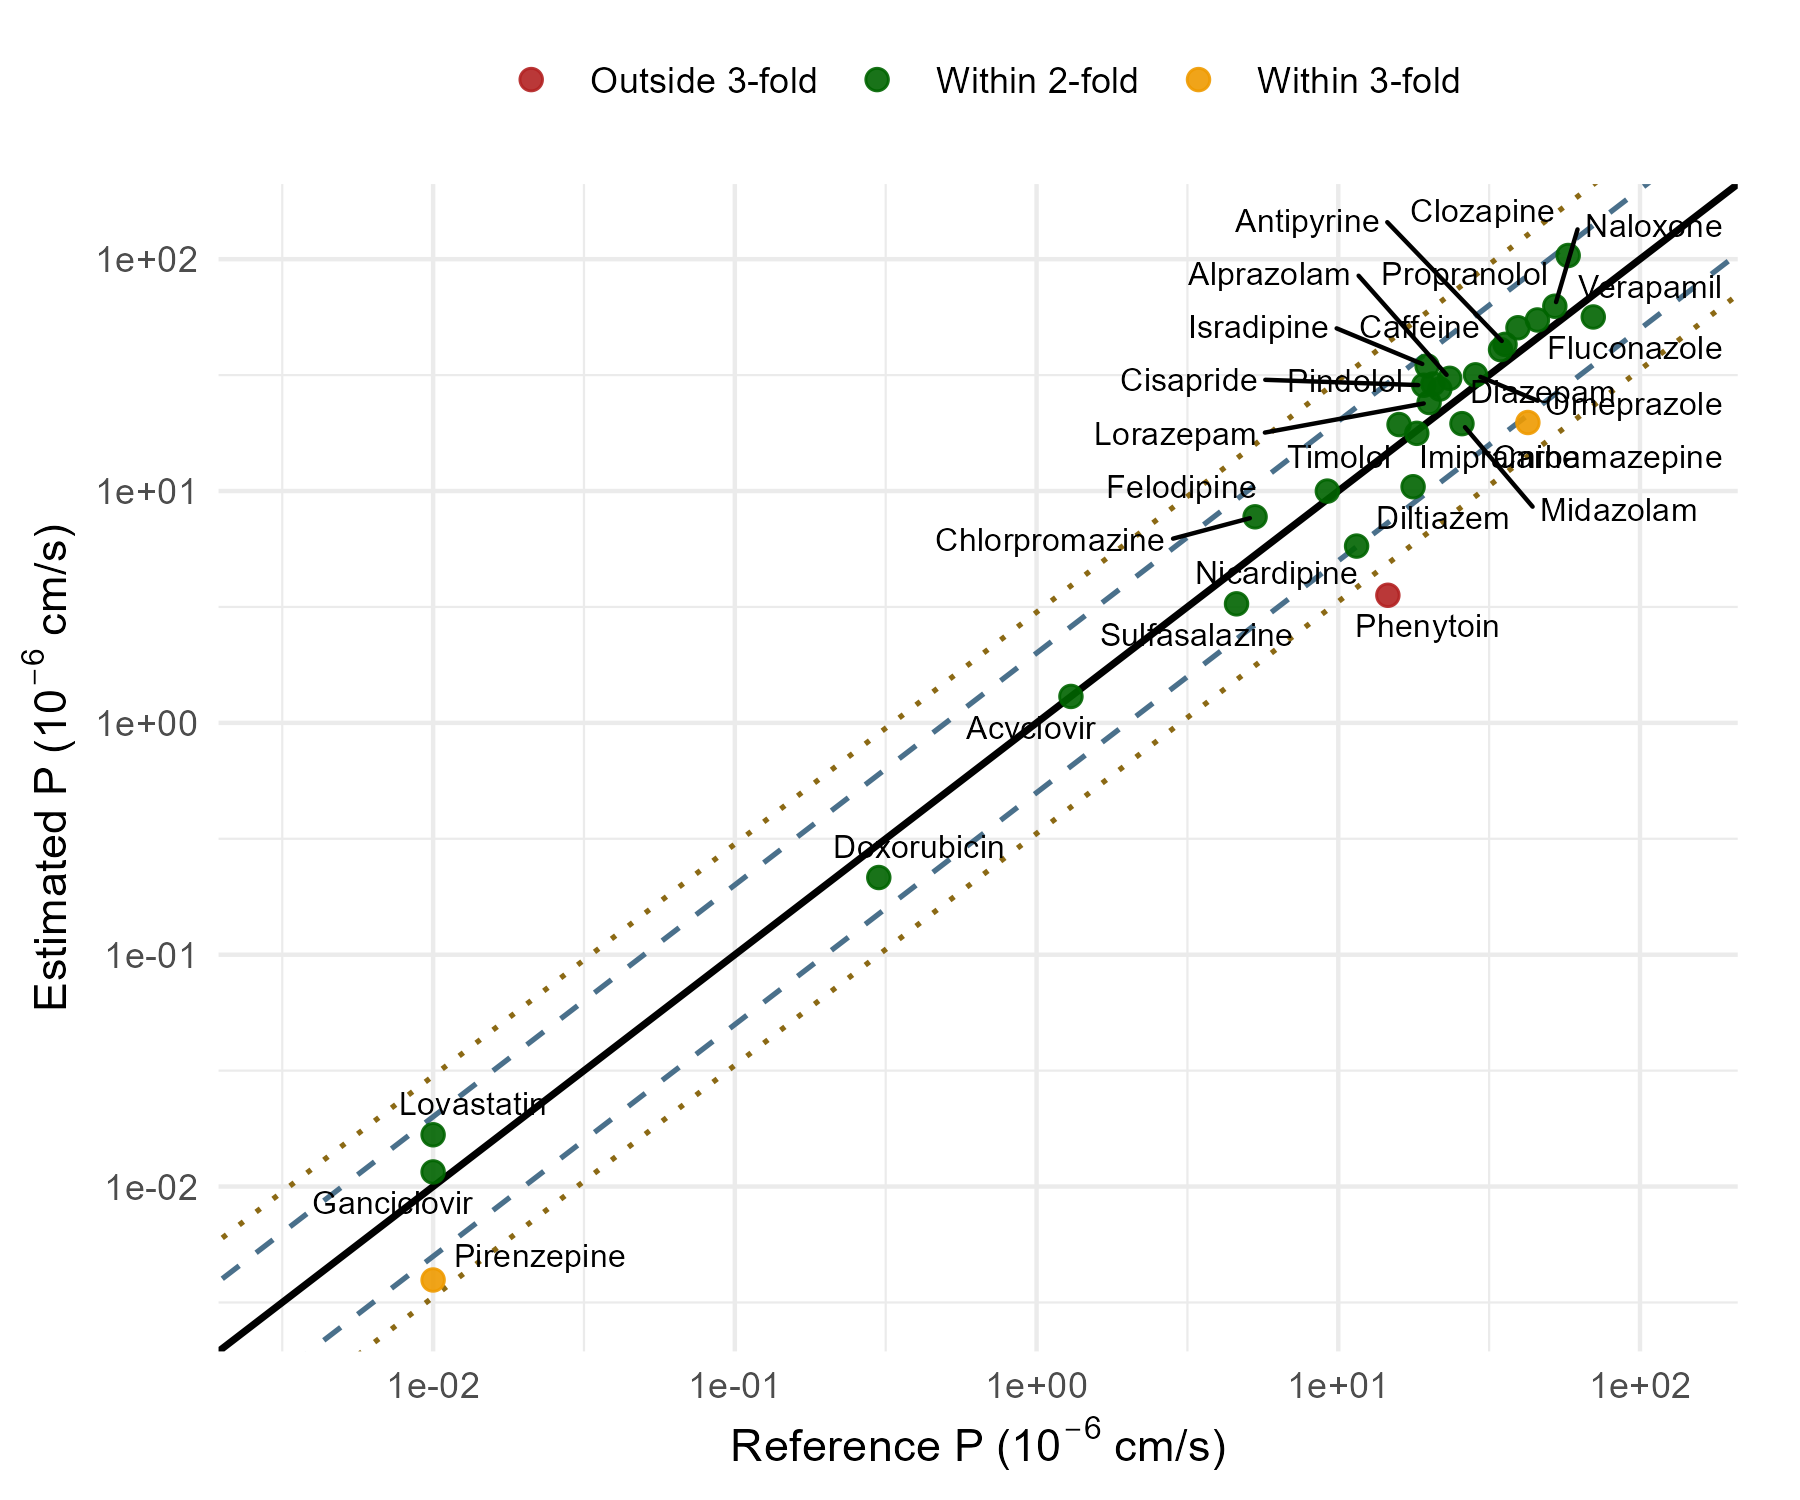 Outside 3-fold
Within 2-fold
Within 3-fold
Estimated P (10⁻⁶ cm/s)
1e+02
1e+01
1e+00
1e-01
1e-02
Clozapine
Antipyrine
Naloxone
Alprazolam
Propranolol
Verapamil
Isradipine
Caffeine
Fluconazole
Cisapride
Pindolol
Diazepam
Omeprazole
Lorazepam
Timolol
Imipramine
Carbamazepine
Felodipine
Midazolam
Diltiazem
Chlorpromazine
Nicardipine
Phenytoin
Sulfasalazine
Acyclovir
Doxorubicin
Lovastatin
Ganciclovir
Pirenzepine
1e-02
1e-01
1e+00
1e+01
1e+02
Reference P (10⁻⁶ cm/s)